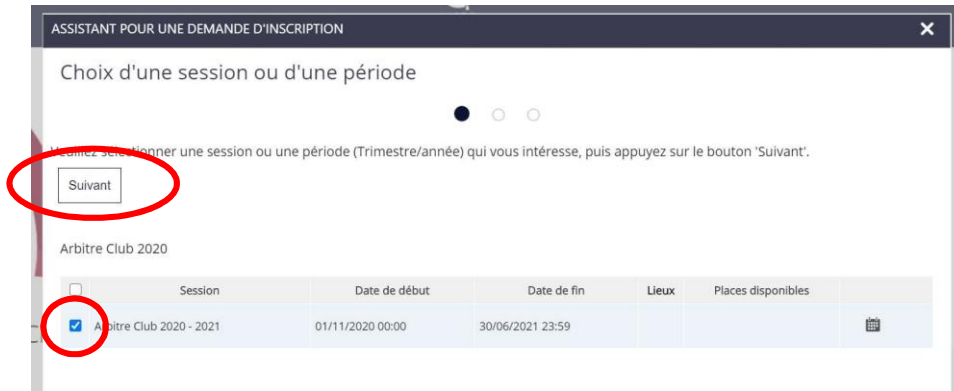 ASSISTANT POUR UNE DEMANDE D'INSCRIPTION
Choix d'une session ou d'une période
Veuillez sélectionner une session ou une période (Trimestre/année) qui vous intéresse, puis appuyez sur le bouton 'Suivant'.
Suivant
Arbitre Club 2020
Session Date de début Date de fin Lieux Places disponibles
Arbitre Club 2020 - 2021 01/11/2020 00:00 30/06/2021 23:59